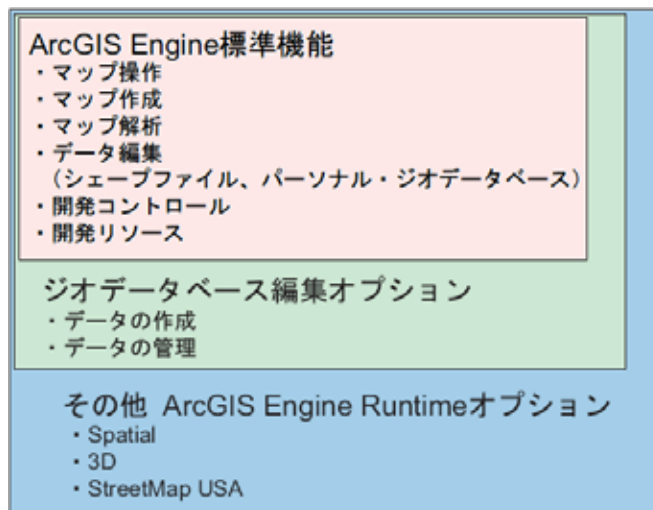 ArcGIS Engine標準機能
・マップ操作
・マップ作成
・マップ解析
・データ編集
（シェープファイル、パーソナル・ジオデータベース）
・開発コントロール
・開発リソース
ジオデータベース編集オプション
・データの作成
・データの管理
その他 ArcGIS Engine Runtimeオプション
・Spatial
・3D
・StreetMap USA